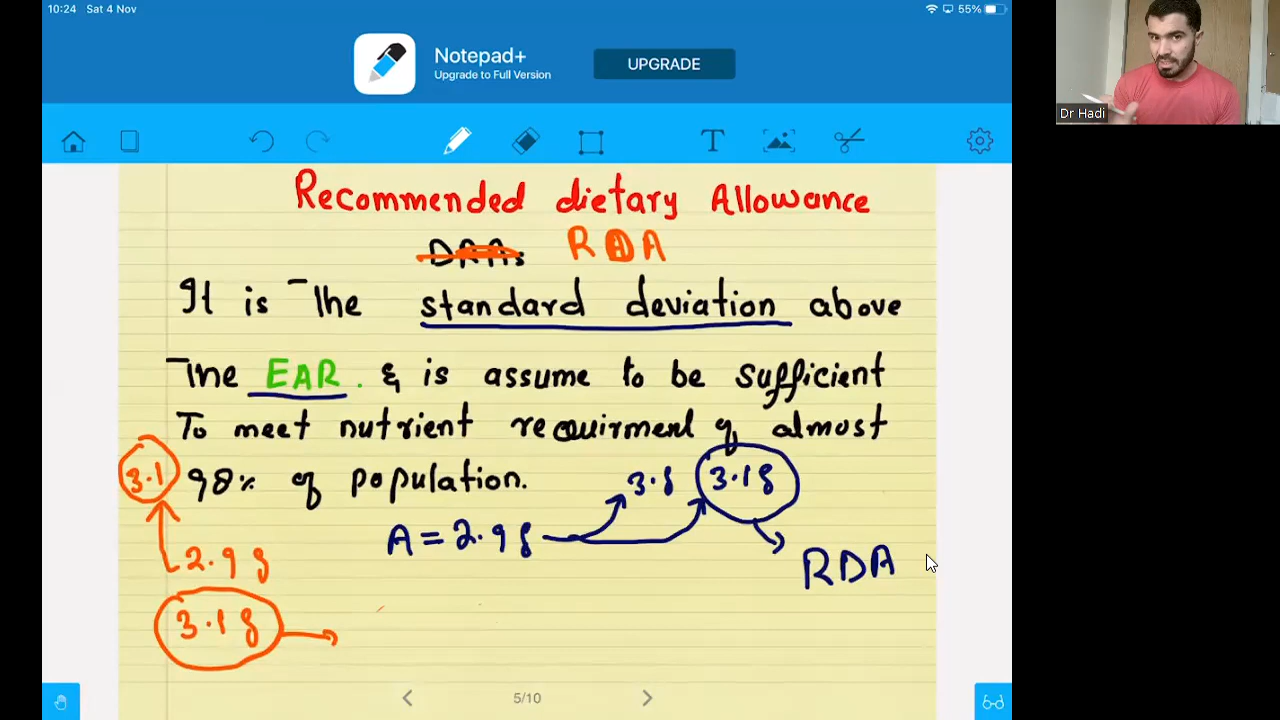 10:24 Sat 4 Nov
55%
Notepad+
Upgrade to Full Version
UPGRADE
T
Dr Hadi
Recommended dietary Allowance
RDA
It is The standard deviation above
The EAR. & is assume to be sufficient
To meet nutrient requirment of almost
3.1 98% of population.
3.g 3.1g
A = 2.9g
2.9g
RDA
3.1g
5/10